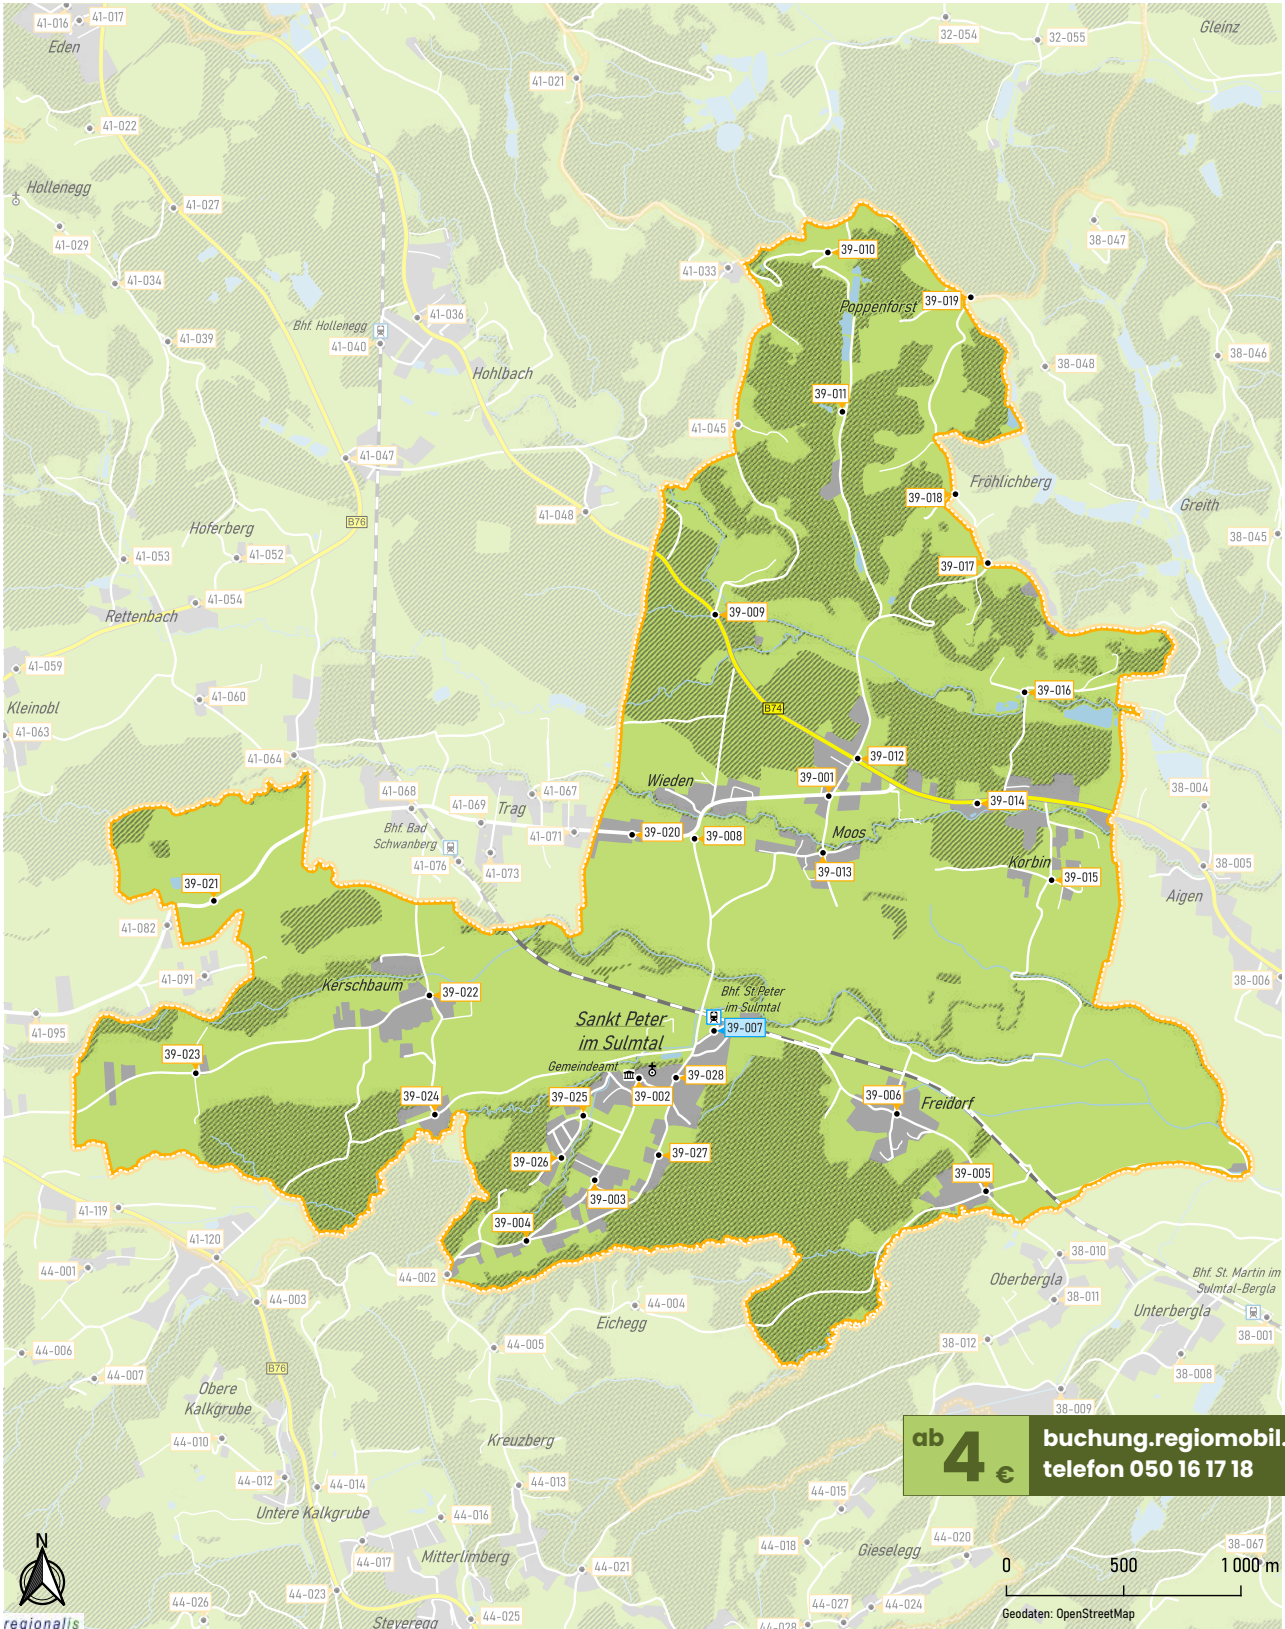 41-016
41-017
Eden
32-054
32-055
Gleinz
41-021
41-022
Hollenegg
41-027
41-029
41-034
38-047
39-010
41-033
39-019
Poppenforst
41-036
Bhf. Hollenegg
41-040
41-039
Hohlbach
38-046
38-048
39-011
41-045
41-047
Fröhlichberg
39-018
Greith
41-048
B76
Hoferberg
38-045
41-053
41-052
39-017
41-054
Rettenbach
39-009
41-059
41-060
39-016
Kleinobl
41-063
B74
41-064
39-012
Wieden
39-001
41-068
41-067
38-004
41-069
Trag
39-014
Bhf. Bad
Schwanberg
41-071
39-020
39-008
Moos
41-076
41-073
39-013
Korbin
39-015
38-005
Aigen
39-021
41-082
41-091
38-006
Kerschbaum
39-022
Bhf. St.Peter
im Sulmtal
41-095
Sankt Peter
im Sulmtal
39-007
39-023
Gemeindeamt
39-028
39-024
39-025
39-002
39-006
Freidorf
39-026
39-027
39-005
39-003
41-119
39-004
41-120
44-001
44-002
38-010
Oberbergla
Bhf. St. Martin im
Sulmtal-Bergla
44-003
44-004
38-011
Unterbergla
Eichegg
38-001
44-005
38-012
44-006
44-007
38-008
B76
Obere
Kalkgrube
38-009
ab 4 €
buchung.regiomobil.
telefon 050 16 17 18
44-010
Kreuzberg
44-012
44-014
44-013
44-015
Untere Kalkgrube
44-016
44-018
44-020
38-067
N
44-017
Mitterlimberg
Gieselegg
44-021
0 500 1 000 m
44-023
44-026
44-025
44-027
44-024
Geodaten: OpenStreetMap
regionalis
Steyeregg
44-028